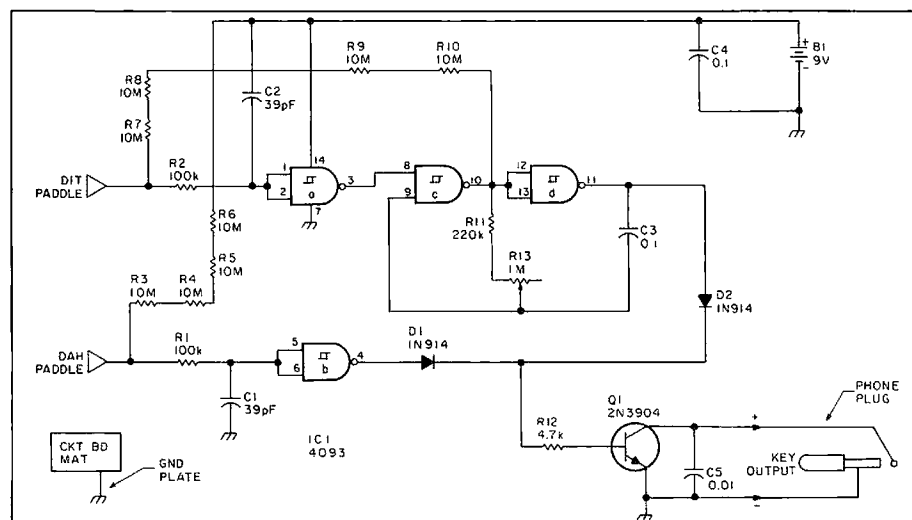 R9
10M
R10
10M
C4
0.1
+
B1
9V
-
R8
10M
C2
39pF
R7
10M
R2
100k
DIT
PADDLE
1
2
14
3
a
7
8
9
10
c
12
13
11
d
R6
10M
R11
220k
C3
0.1
R5
10M
R13
1M
R3
10M
R4
10M
D2
1N914
D1
1N914
R1
100k
DAH
PADDLE
5
6
4
b
PHONE
PLUG
Q1
2N3904
C1
39pF
R12
4.7k
+
IC1
4093
CKT BD
MAT
GND
PLATE
C5
0.01
KEY
OUTPUT
-